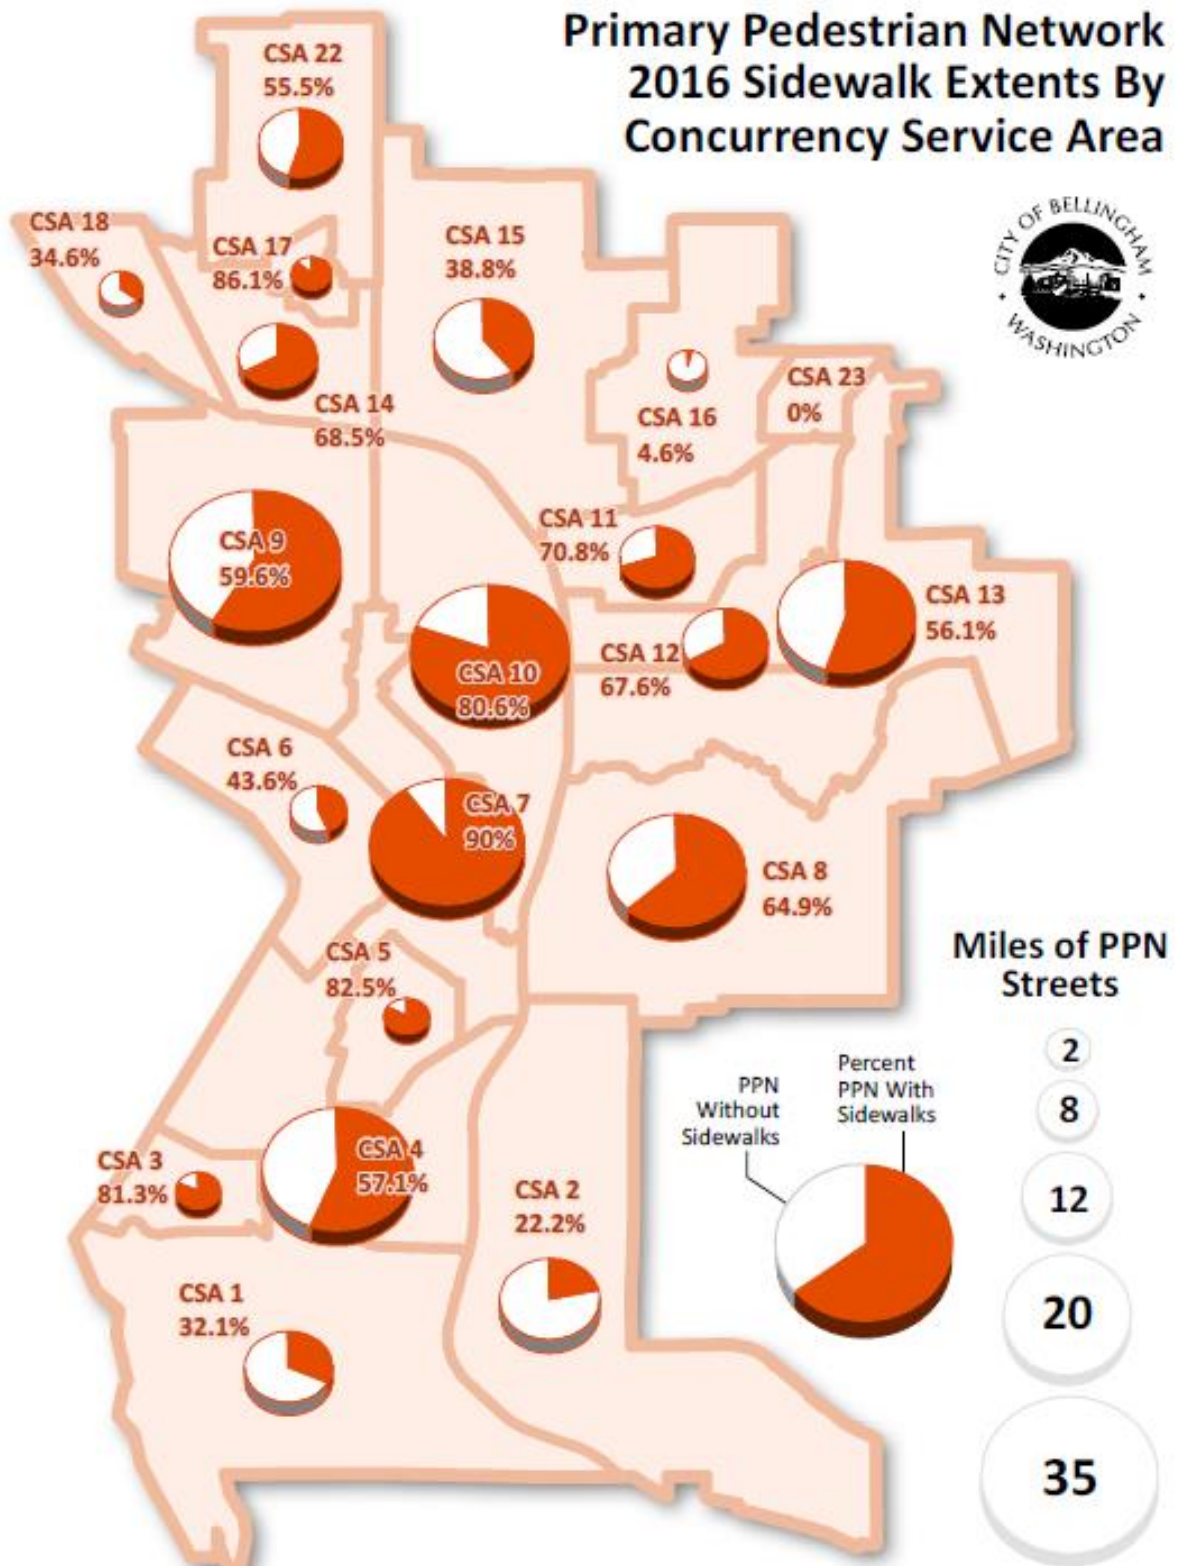 Primary Pedestrian Network
2016 Sidewalk Extents By
Concurrency Service Area
CITY OF BELLINGHAM
WASHINGTON
CSA 22
55.5%
CSA 18
34.6%
CSA 17
86.1%
CSA 15
38.8%
CSA 14
68.5%
CSA 16
4.6%
CSA 23
0%
CSA 9
59.6%
CSA 11
70.8%
CSA 10
80.6%
CSA 12
67.6%
CSA 13
56.1%
CSA 6
43.6%
CSA 7
90%
CSA 8
64.9%
CSA 5
82.5%
CSA 3
81.3%
CSA 4
57.1%
CSA 2
22.2%
CSA 1
32.1%
Miles of PPN
Streets
2
8
12
20
35
PPN
Without
Sidewalks
Percent
PPN With
Sidewalks